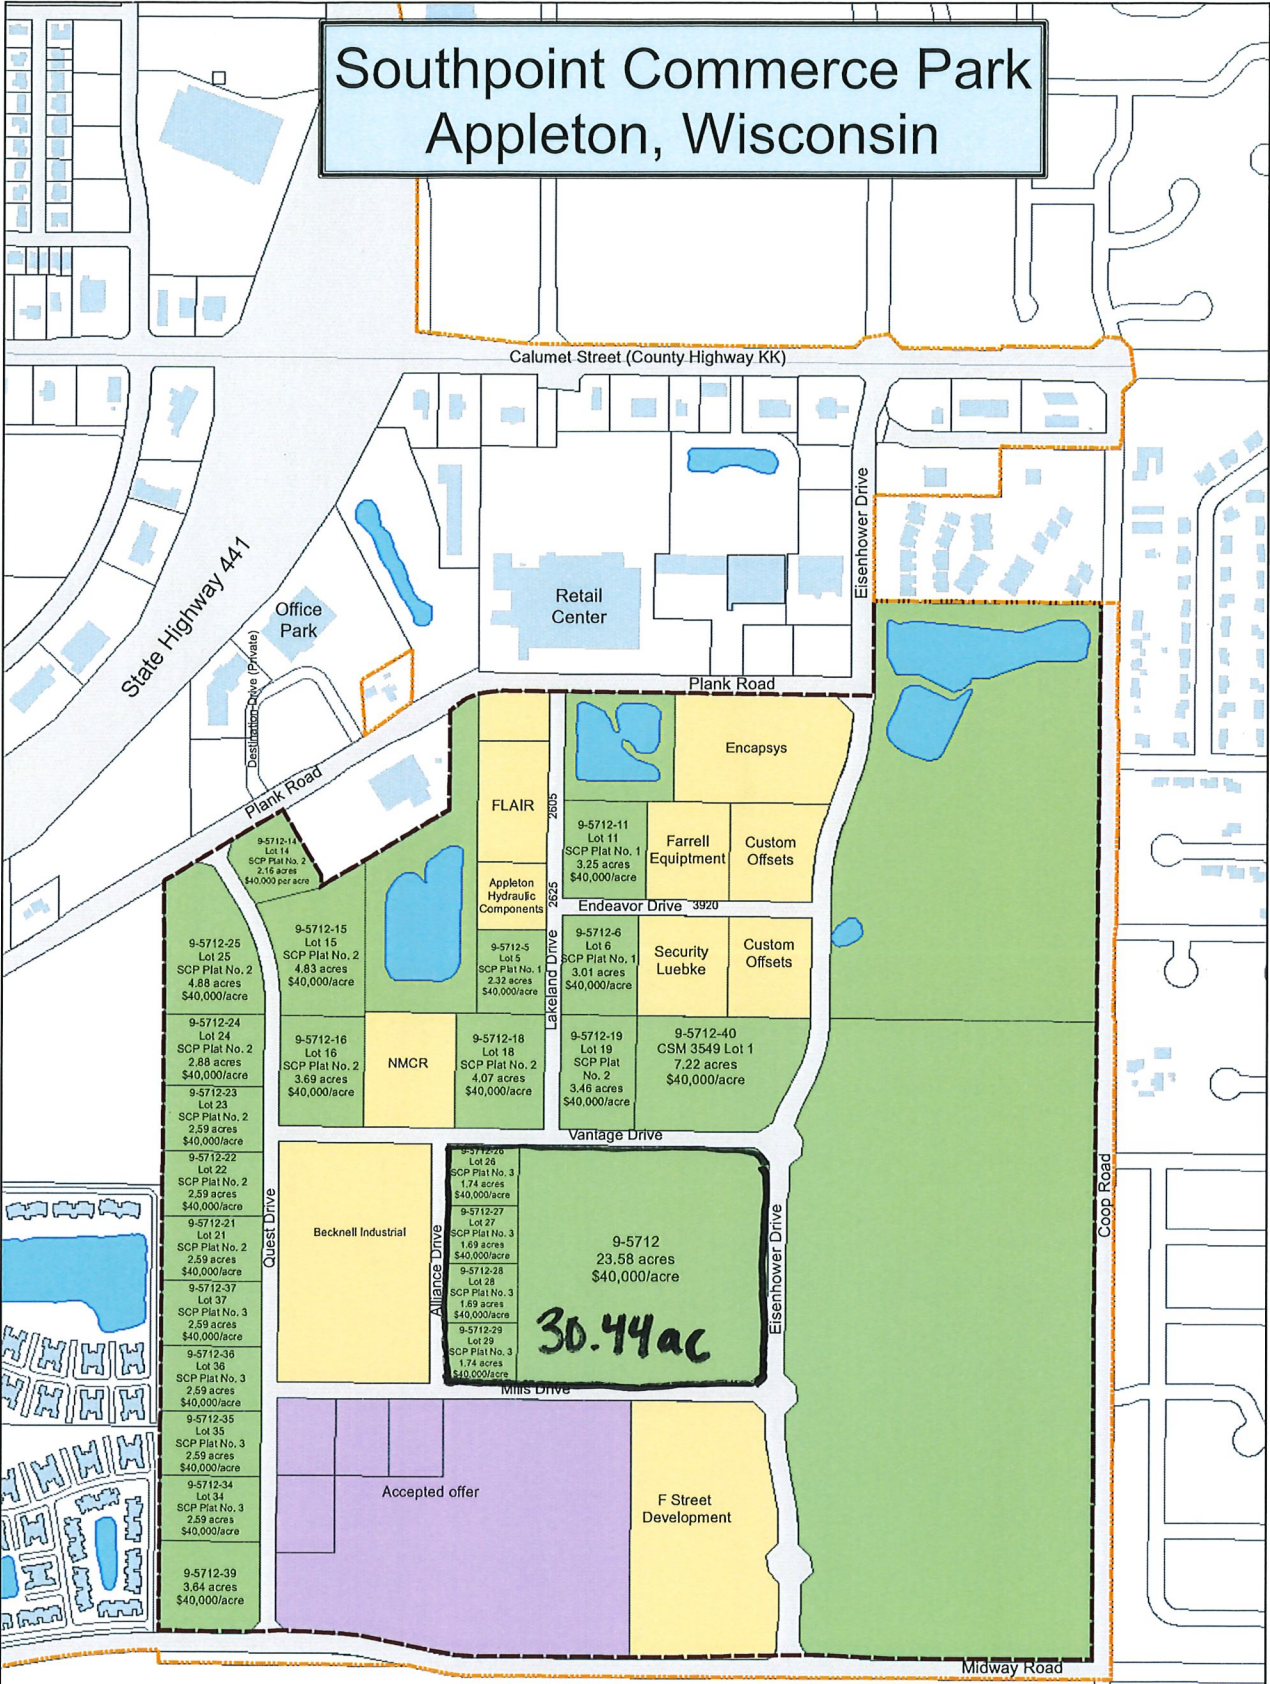 Southpoint Commerce Park
Appleton, Wisconsin
Calumet Street (County Highway KK)
State Highway 441
Eisenhower Drive
Office
Park
Retail
Center
Destination Drive (Private)
Plank Road
Plank Road
Encapsys
FLAIR
2605
9-5712-11
Lot 11
SCP Plat No. 1
3.25 acres
$40,000/acre
Farrell
Equiptment
Custom
Offsets
9-5712-14
Lot 14
SCP Plat No. 2
2.16 acres
$40,000 per acre
Appleton
Hydraulic
Components
2625
Endeavor Drive 3920
9-5712-25
Lot 25
SCP Plat No. 2
4.88 acres
$40,000/acre
9-5712-15
Lot 15
SCP Plat No. 2
4.83 acres
$40,000/acre
9-5712-5
Lot 5
SCP Plat No. 1
2.32 acres
$40,000/acre
Lakeland Drive
9-5712-6
Lot 6
SCP Plat No. 1
3.01 acres
$40,000/acre
Security
Luebke
Custom
Offsets
9-5712-24
Lot 24
SCP Plat No. 2
2.88 acres
$40,000/acre
9-5712-16
Lot 16
SCP Plat No. 2
3.69 acres
$40,000/acre
NMCR
9-5712-18
Lot 18
SCP Plat No. 2
4.07 acres
$40,000/acre
9-5712-19
Lot 19
SCP Plat
No. 2
3.46 acres
$40,000/acre
9-5712-40
CSM 3549 Lot 1
7.22 acres
$40,000/acre
9-5712-23
Lot 23
SCP Plat No. 2
2.59 acres
$40,000/acre
Vantage Drive
9-5712-22
Lot 22
SCP Plat No. 2
2.59 acres
$40,000/acre
9-5712-26
Lot 26
SCP Plat No. 3
1.74 acres
$40,000/acre
Quest Drive
Becknell Industrial
Alliance Drive
9-5712-27
Lot 27
SCP Plat No. 3
1.69 acres
$40,000/acre
9-5712
23.58 acres
$40,000/acre
Eisenhower Drive
Coop Road
9-5712-21
Lot 21
SCP Plat No. 2
2.59 acres
$40,000/acre
9-5712-28
Lot 28
SCP Plat No. 3
1.69 acres
$40,000/acre
9-5712-37
Lot 37
SCP Plat No. 3
2.59 acres
$40,000/acre
9-5712-29
Lot 29
SCP Plat No. 3
1.74 acres
$40,000/acre
30.44ac
9-5712-36
Lot 36
SCP Plat No. 3
2.59 acres
$40,000/acre
Mills Drive
9-5712-35
Lot 35
SCP Plat No. 3
2.59 acres
$40,000/acre
9-5712-34
Lot 34
SCP Plat No. 3
2.59 acres
$40,000/acre
Accepted offer
F Street
Development
9-5712-39
3.64 acres
$40,000/acre
Midway Road